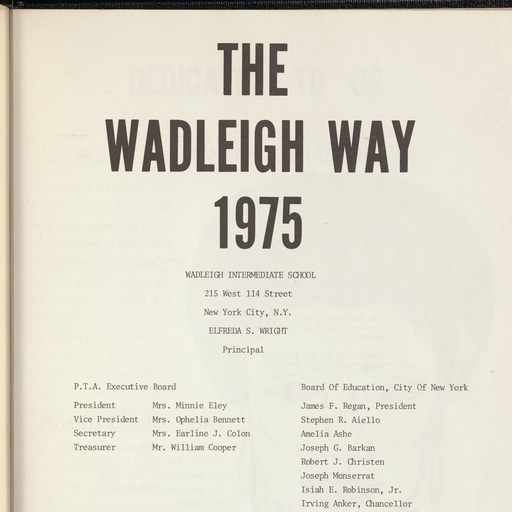 THE
WADLEIGH WAY
1975
WADLEIGH INTERMEDIATE SCHOOL
215 West 114 Street
New York City, N.Y.
ELFREDA S. WRIGHT
Principal
P.T.A. Executive Board
President Mrs. Minnie Eley
Vice President Mrs. Ophelia Bennett
Secretary Mrs. Earline J. Colon
Treasurer Mr. William Cooper
Board Of Education, City Of New York
James F. Regan, President
Stephen R. Aiello
Amelia Ashe
Joseph G. Barkan
Robert J. Christen
Joseph Monserrat
Isiah E. Robinson, Jr.
Irving Anker, Chancellor